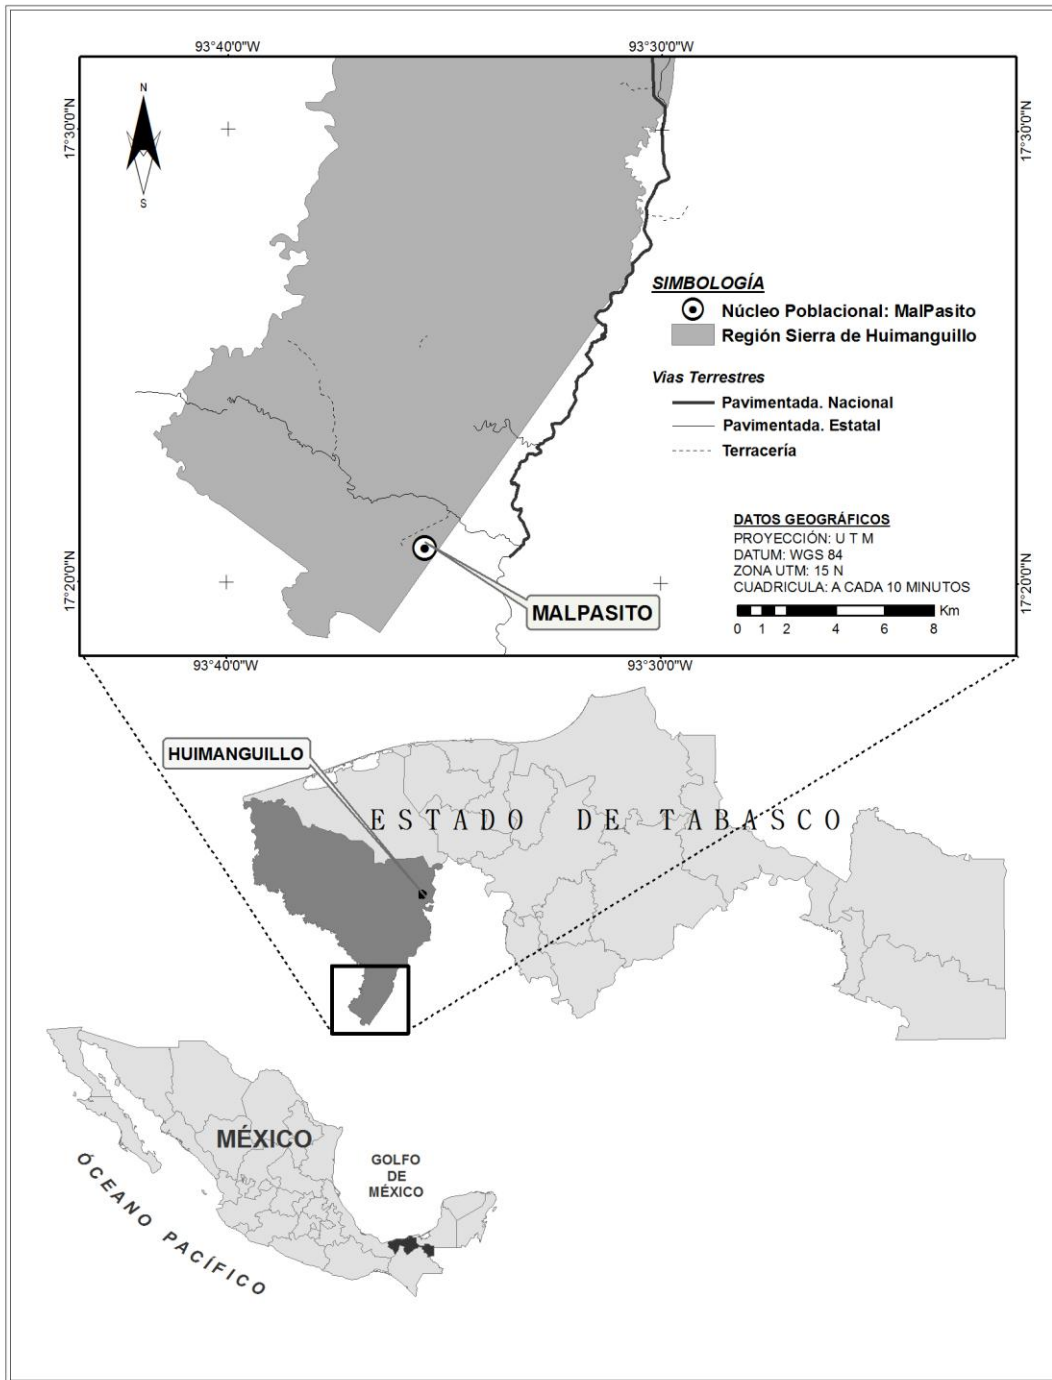 93°40'0"W
93°30'0"W
N
S
17°30'0"N
17°30'0"N
SIMBOLOGÍA
Núcleo Poblacional: MalPasito
Región Sierra de Huimanguillo
Vias Terrestres
Pavimentada. Nacional
Pavimentada. Estatal
Terracería
DATOS GEOGRÁFICOS
PROYECCIÓN: U T M
DATUM: WGS 84
ZONA UTM: 15 N
CUADRICULA: A CADA 10 MINUTOS
Km
0 1 2 4 6 8
17°20'0"N
17°20'0"N
MALPASITO
93°40'0"W
93°30'0"W
HUIMANGUILLO
ESTADO DE TABASCO
MÉXICO
GOLFO
DE
MÉXICO
ÓCEANO PACÍFICO